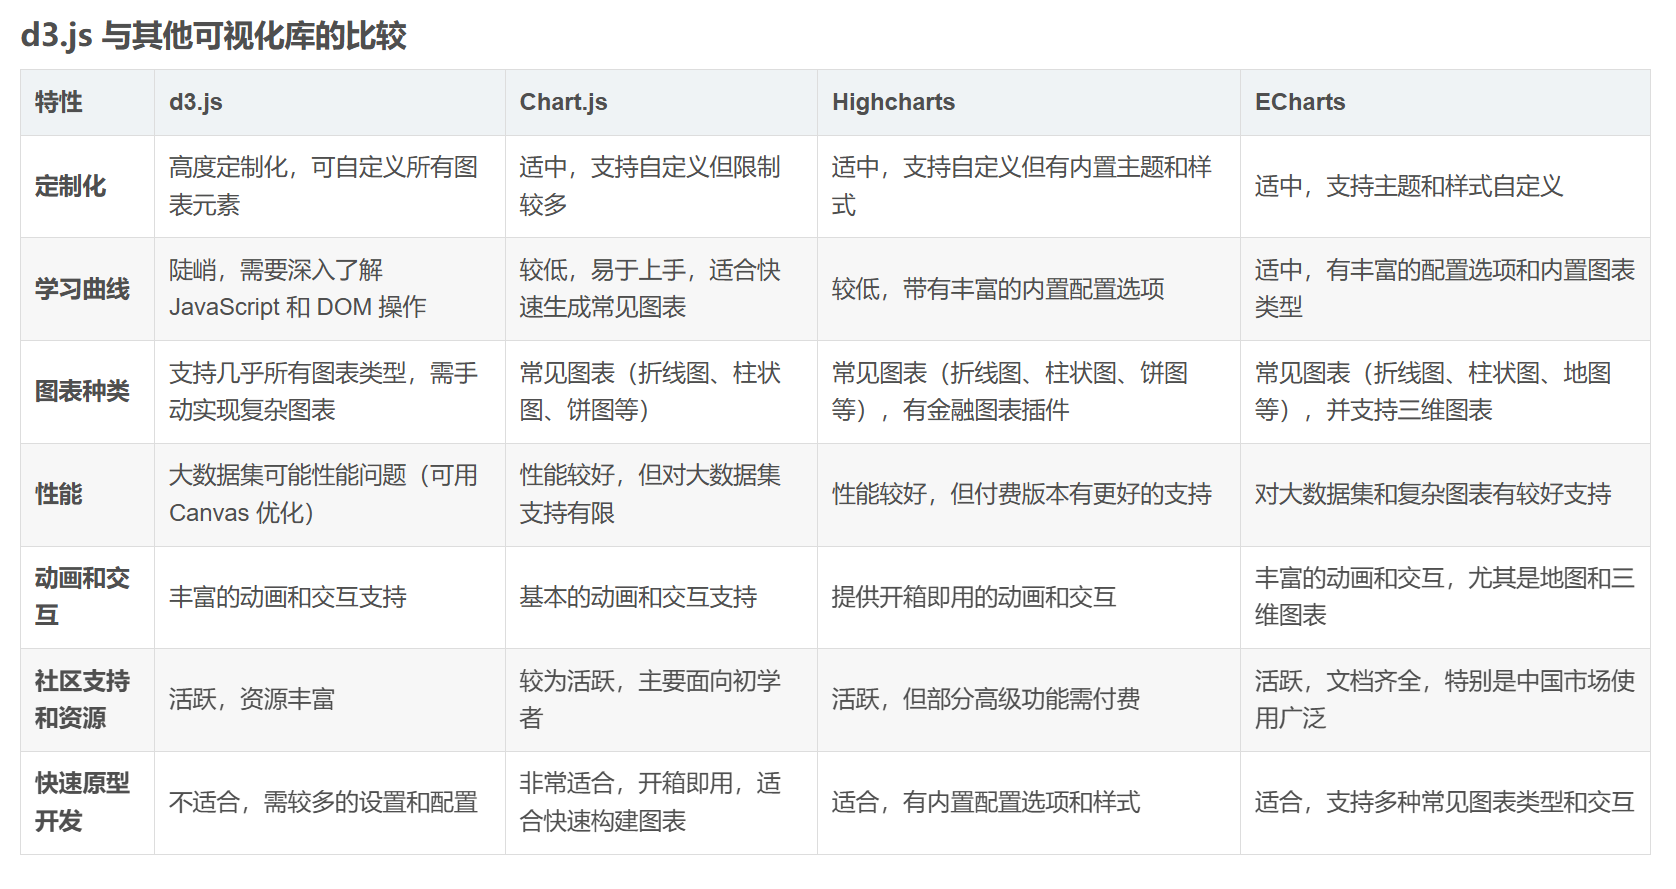 d3.js 与其他可视化库的比较
特性
d3.js
Chart.js
Highcharts
ECharts
定制化
高度定制化，可自定义所有图
表元素
适中，支持自定义但限制
较多
适中，支持自定义但有内置主题和样
式
适中，支持主题和样式自定义
学习曲线
陡峭，需要深入了解
JavaScript 和 DOM 操作
较低，易于上手，适合快
速生成常见图表
较低，带有丰富的内置配置选项
适中，有丰富的配置选项和内置图表
类型
图表种类
支持几乎所有图表类型，需手
动实现复杂图表
常见图表（折线图、柱状
图、饼图等）
常见图表（折线图、柱状图、饼图
等），有金融图表插件
常见图表（折线图、柱状图、地图
等），并支持三维图表
性能
大数据集可能性能问题（可用
Canvas 优化）
性能较好，但对大数据集
支持有限
性能较好，但付费版本有更好的支持
对大数据集和复杂图表有较好支持
动画和交
互
丰富的动画和交互支持
基本的动画和交互支持
提供开箱即用的动画和交互
丰富的动画和交互，尤其是地图和三
维图表
社区支持
和资源
活跃，资源丰富
较为活跃，主要面向初学
者
活跃，但部分高级功能需付费
活跃，文档齐全，特别是中国市场使
用广泛
快速原型
开发
不适合，需较多的设置和配置
非常适合，开箱即用，适
合快速构建图表
适合，有内置配置选项和样式
适合，支持多种常见图表类型和交互